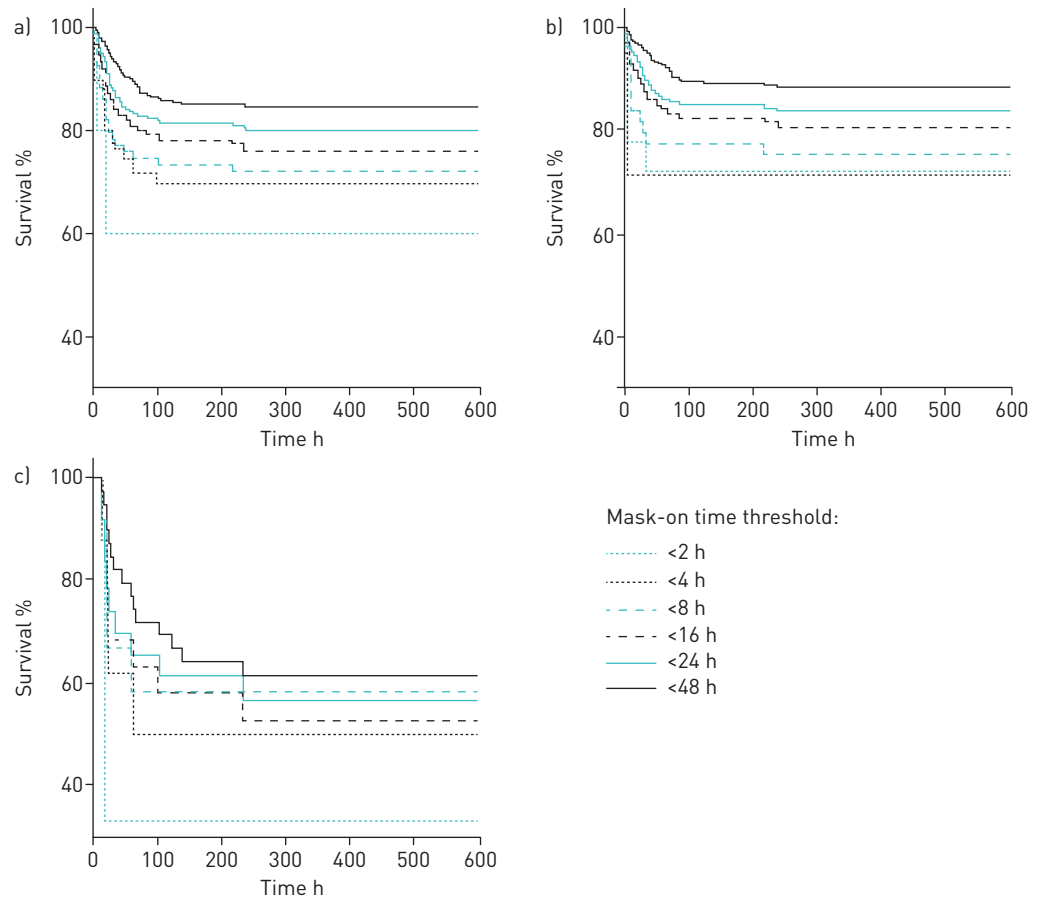 a)
100
80
60
40
Survival %
0 100 200 300 400 500 600
Time h
b)
100
80
60
40
Survival %
0 100 200 300 400 500 600
Time h
c)
100
80
60
40
Survival %
0 100 200 300 400 500 600
Time h
Mask-on time threshold:
<2 h
<4 h
<8 h
<16 h
<24 h
<48 h